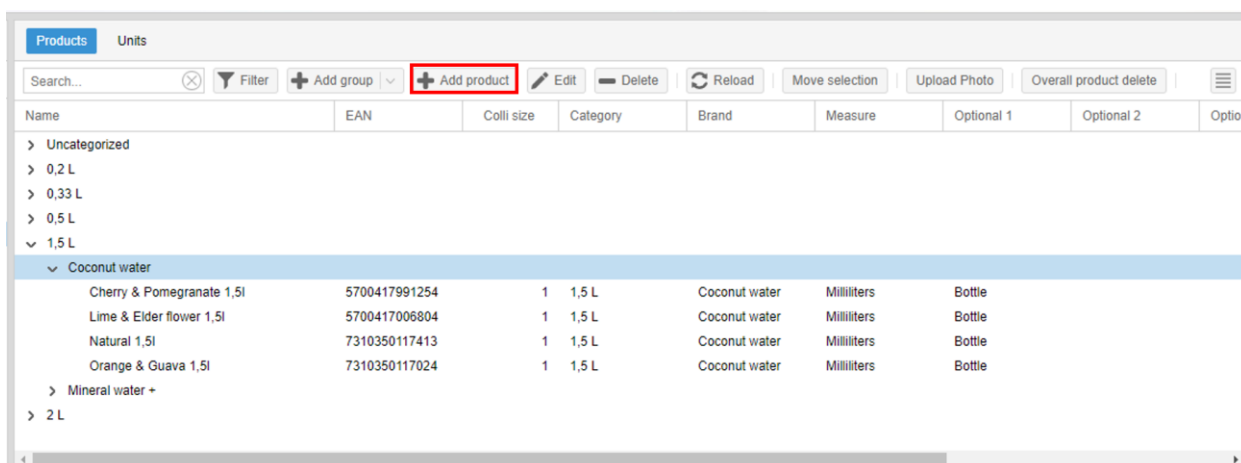 Products Units
Search... Filter Add group Add product Edit Delete Reload Move selection Upload Photo Overall product delete
Name EAN Colli size Category Brand Measure Optional 1 Optional 2 Optio
Uncategorized
0,2 L
0,33 L
0,5 L
1,5 L
Coconut water
Cherry & Pomegranate 1,5l 5700417991254 1 1,5 L Coconut water Milliliters Bottle
Lime & Elder flower 1,5l 5700417006804 1 1,5 L Coconut water Milliliters Bottle
Natural 1,5l 7310350117413 1 1,5 L Coconut water Milliliters Bottle
Orange & Guava 1,5l 7310350117024 1 1,5 L Coconut water Milliliters Bottle
Mineral water +
2 L